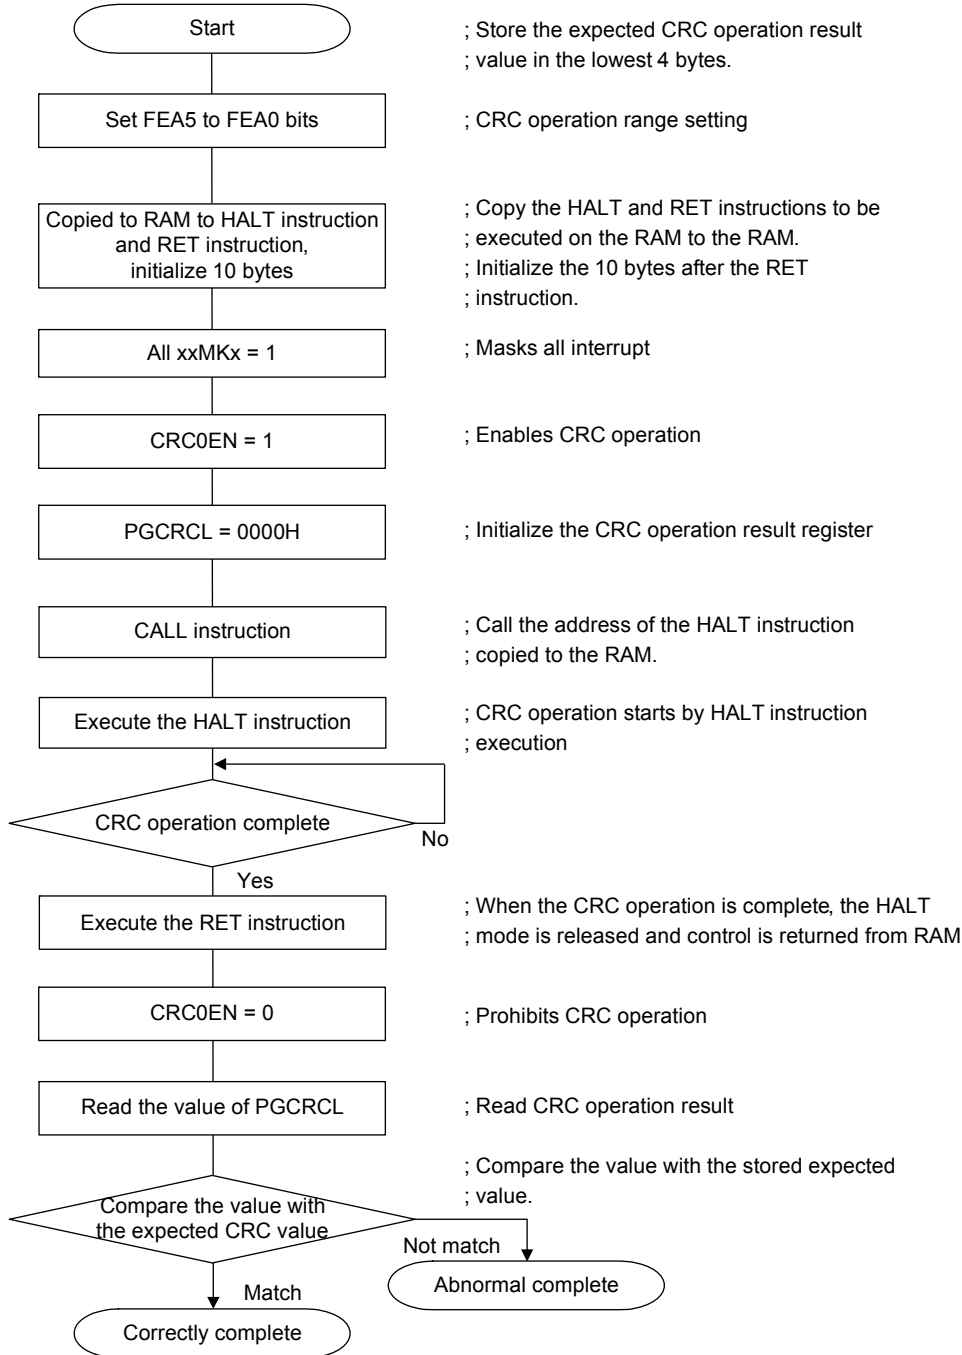 Start
; Store the expected CRC operation result
; value in the lowest 4 bytes.
Set FEA5 to FEA0 bits
; CRC operation range setting
Copied to RAM to HALT instruction
and RET instruction,
initialize 10 bytes
; Copy the HALT and RET instructions to be
; executed on the RAM to the RAM.
; Initialize the 10 bytes after the RET
; instruction.
All xxMKx = 1
; Masks all interrupt
CRC0EN = 1
; Enables CRC operation
PGCRCL = 0000H
; Initialize the CRC operation result register
CALL instruction
; Call the address of the HALT instruction
; copied to the RAM.
Execute the HALT instruction
; CRC operation starts by HALT instruction
; execution
CRC operation complete
No
Yes
Execute the RET instruction
; When the CRC operation is complete, the HALT
; mode is released and control is returned from RAM
CRC0EN = 0
; Prohibits CRC operation
Read the value of PGCRCL
; Read CRC operation result
; Compare the value with the stored expected
; value.
Compare the value with
the expected CRC value
Not match
Abnormal complete
Match
Correctly complete